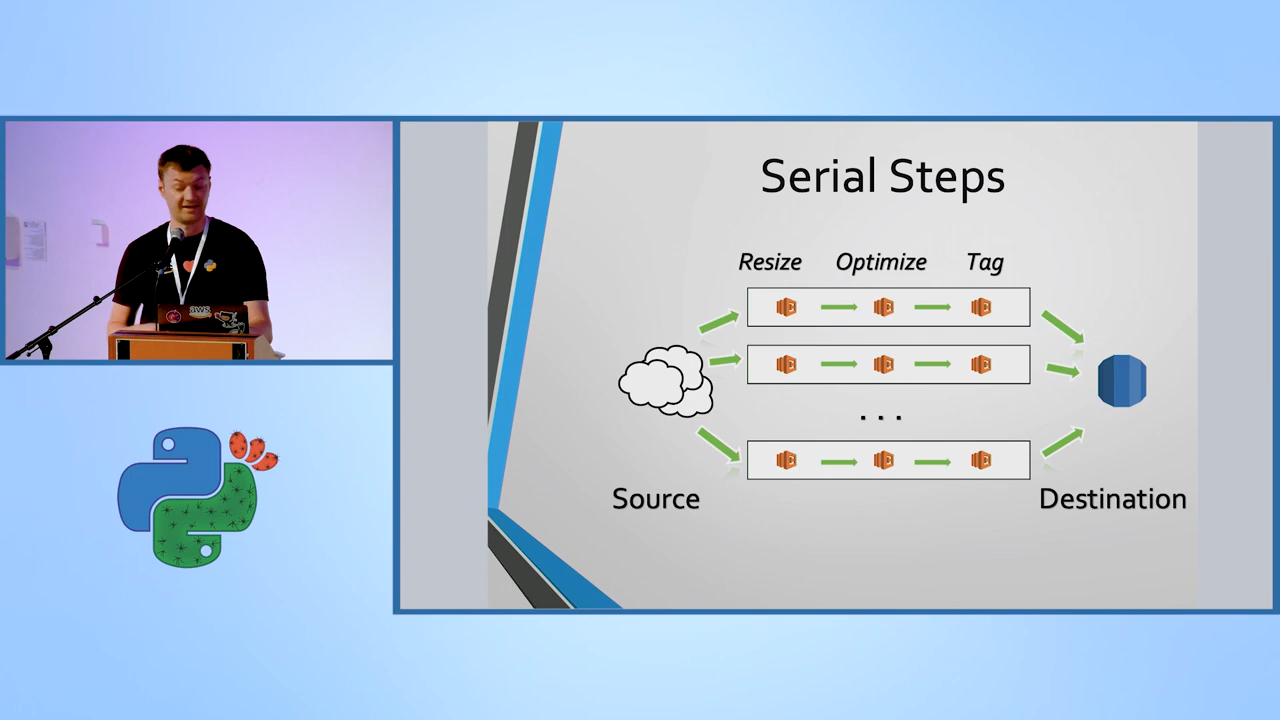 Serial Steps
Resize Optimize Tag
. . .
Source
Destination
aws